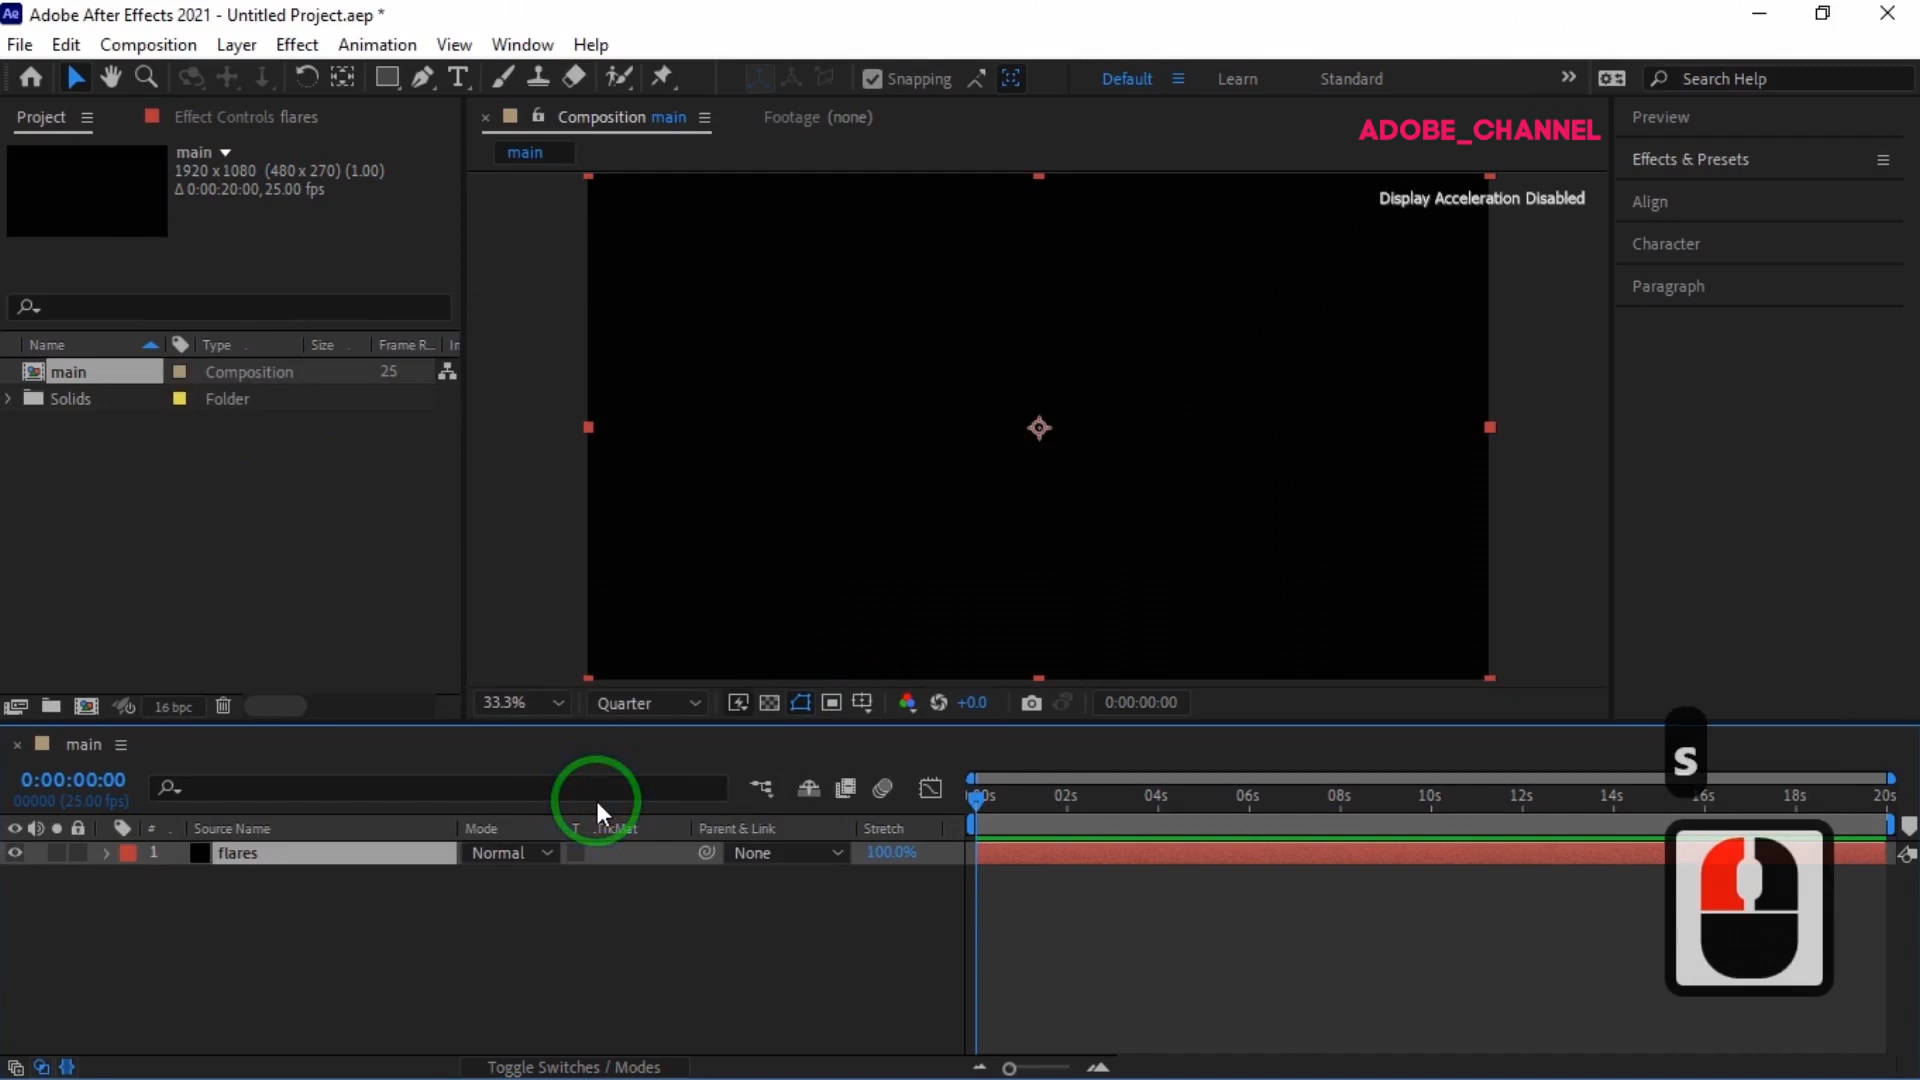 Ae Adobe After Effects 2021 - Untitled Project.aep *
File Edit Composition Layer Effect Animation View Window Help
Snapping Default Learn Standard Search Help
Project Effect Controls flares
main
1920 x 1080 (480 x 270) (1.00)
Δ 0:00:20:00, 25.00 fps
Name Type Size Frame R... In
main Composition 25
Solids Folder
16 bpc
Composition main Footage (none)
main
ADOBE_CHANNEL
Display Acceleration Disabled
33.3% Quarter +0.0 0:00:00:00
Preview
Effects & Presets
Align
Character
Paragraph
main
0:00:00:00
00000 (25.00 fps)
# Source Name Mode T .TrkMat Parent & Link Stretch
1 flares Normal None 100.0%
00s 02s 04s 06s 08s 10s 12s 14s 16s 18s 20s
S
Toggle Switches / Modes